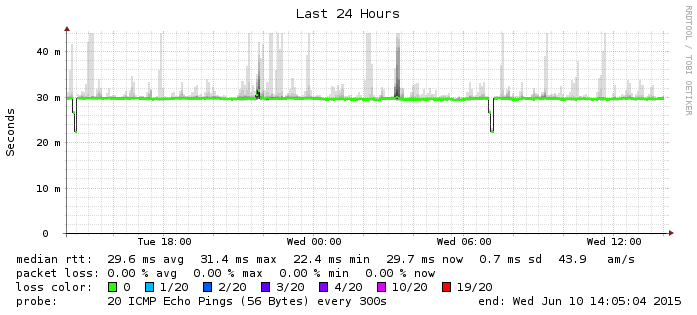 Last 24 Hours
RRDTOOL / TOBI OETIKER
Seconds
40 m
30 m
20 m
10 m
0
Tue 18:00 Wed 00:00 Wed 06:00 Wed 12:00
median rtt: 29.6 ms avg 31.4 ms max 22.4 ms min 29.7 ms now 0.7 ms sd 43.9 am/s
packet loss: 0.00 % avg 0.00 % max 0.00 % min 0.00 % now
loss color: 0 1/20 2/20 3/20 4/20 10/20 19/20
probe: 20 ICMP Echo Pings (56 Bytes) every 300s end: Wed Jun 10 14:05:04 2015